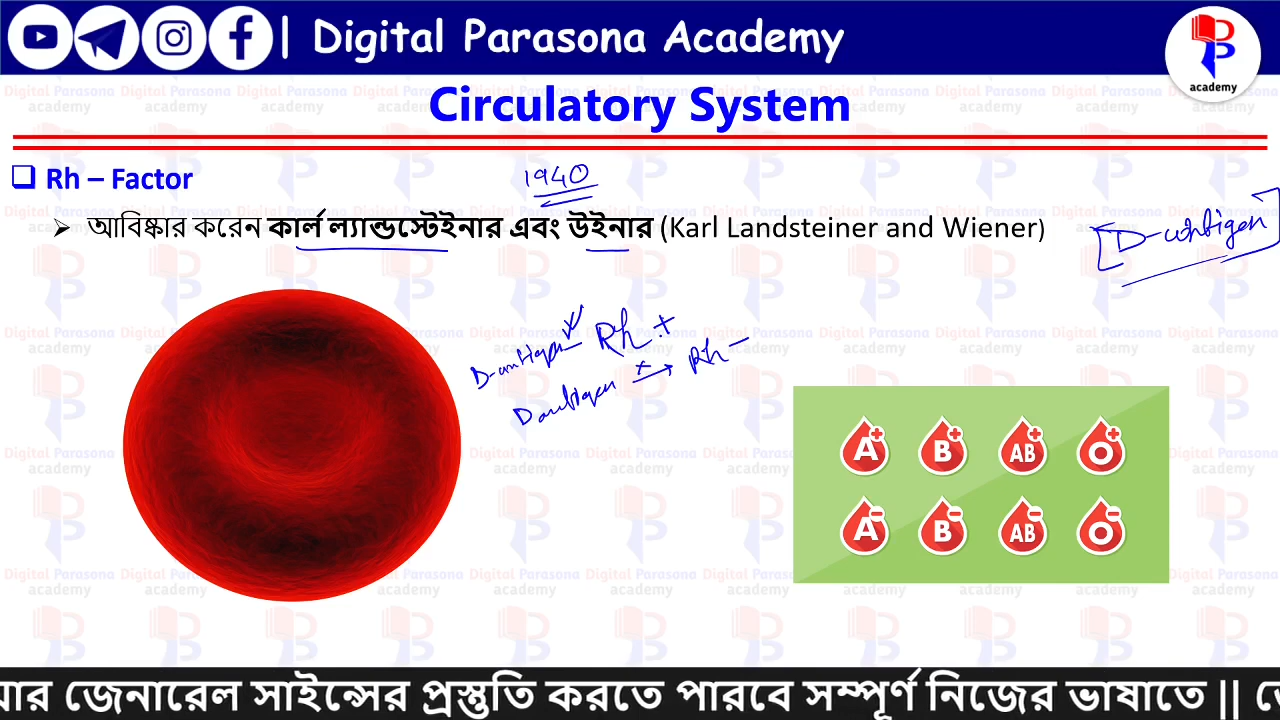 | Digital Parasona Academy
academy
Circulatory System
Rh – Factor
1940
আবিষ্কার করেন কার্ল ল্যান্ডস্টেইনার এবং উইনার (Karl Landsteiner and Wiener)
[D-antigen]
D-antigen Rh +
D antigen → Rh –
A+ B+ AB+ O+
A- B- AB- O-
জেনারেল সাইন্সের প্রস্তুতি করতে পারবে সম্পূর্ণ নিজের ভাষাতে ||